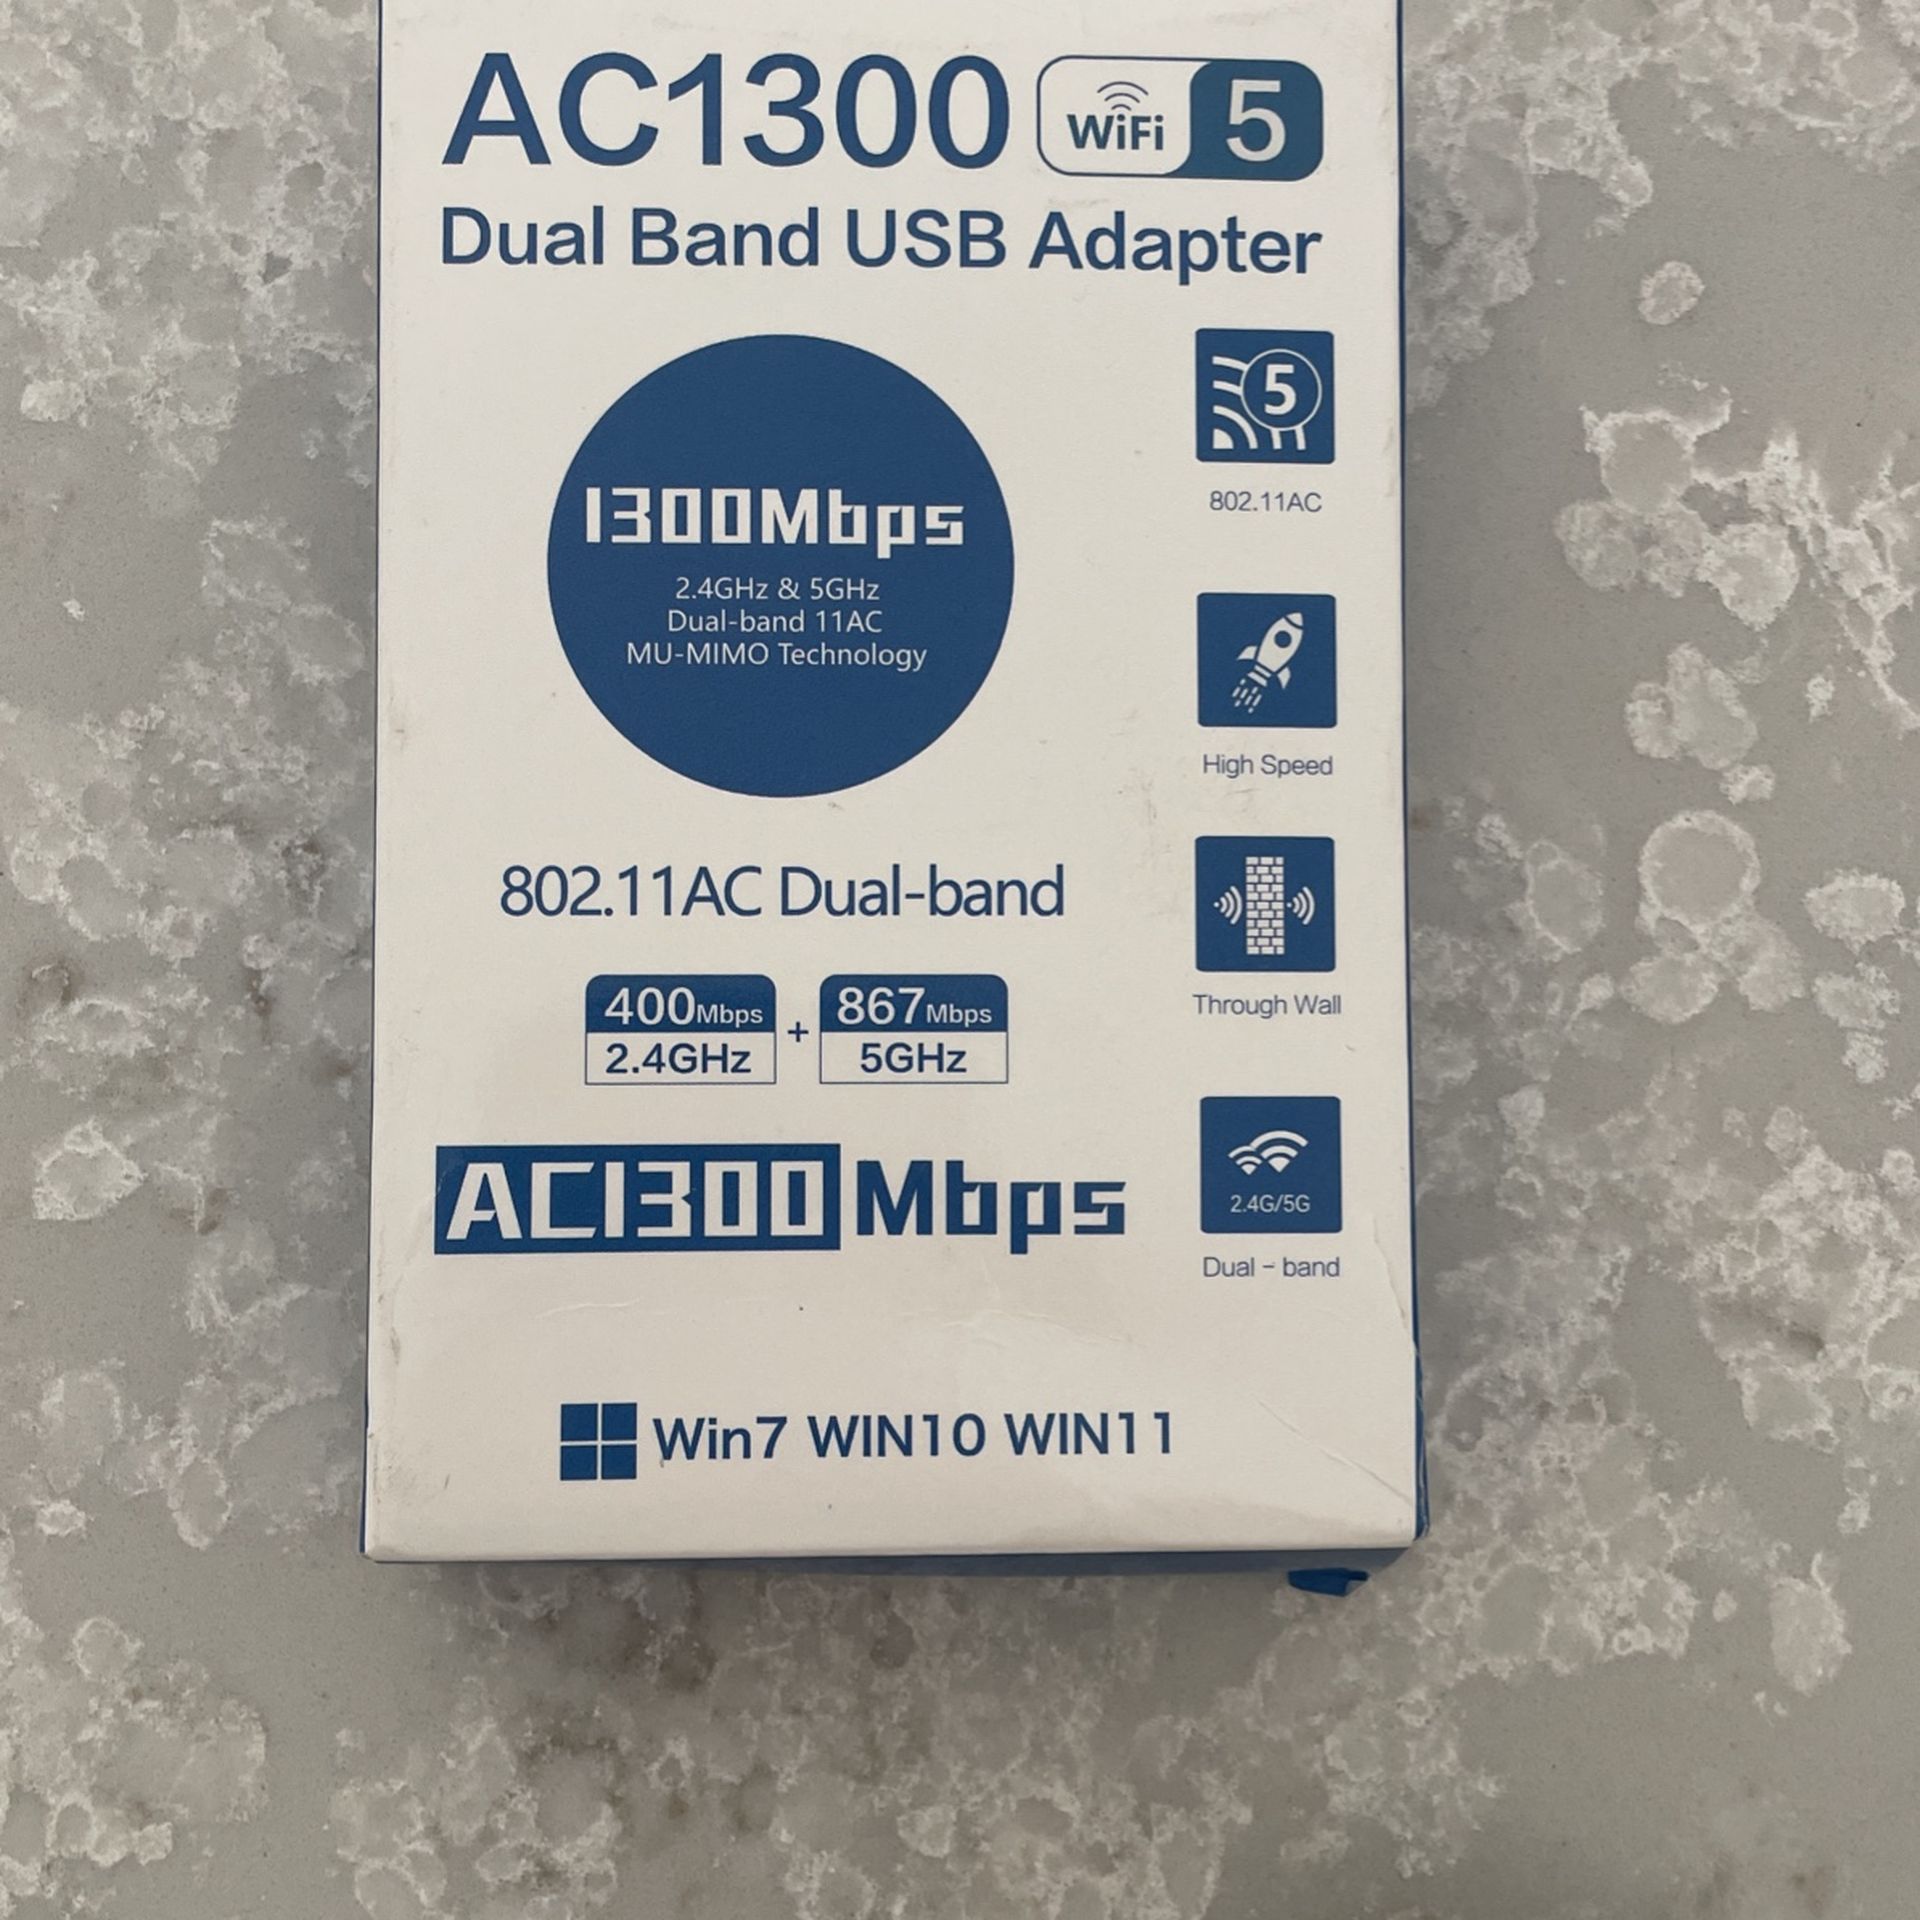 AC1300 WiFi 5
Dual Band USB Adapter
1300Mbps
2.4GHz & 5GHz
Dual-band 11AC
MU-MIMO Technology
5
802.11AC
High Speed
Through Wall
2.4G/5G
Dual - band
802.11AC Dual-band
400Mbps + 867Mbps
2.4GHz 5GHz
AC1300 Mbps
Win7 WIN10 WIN11